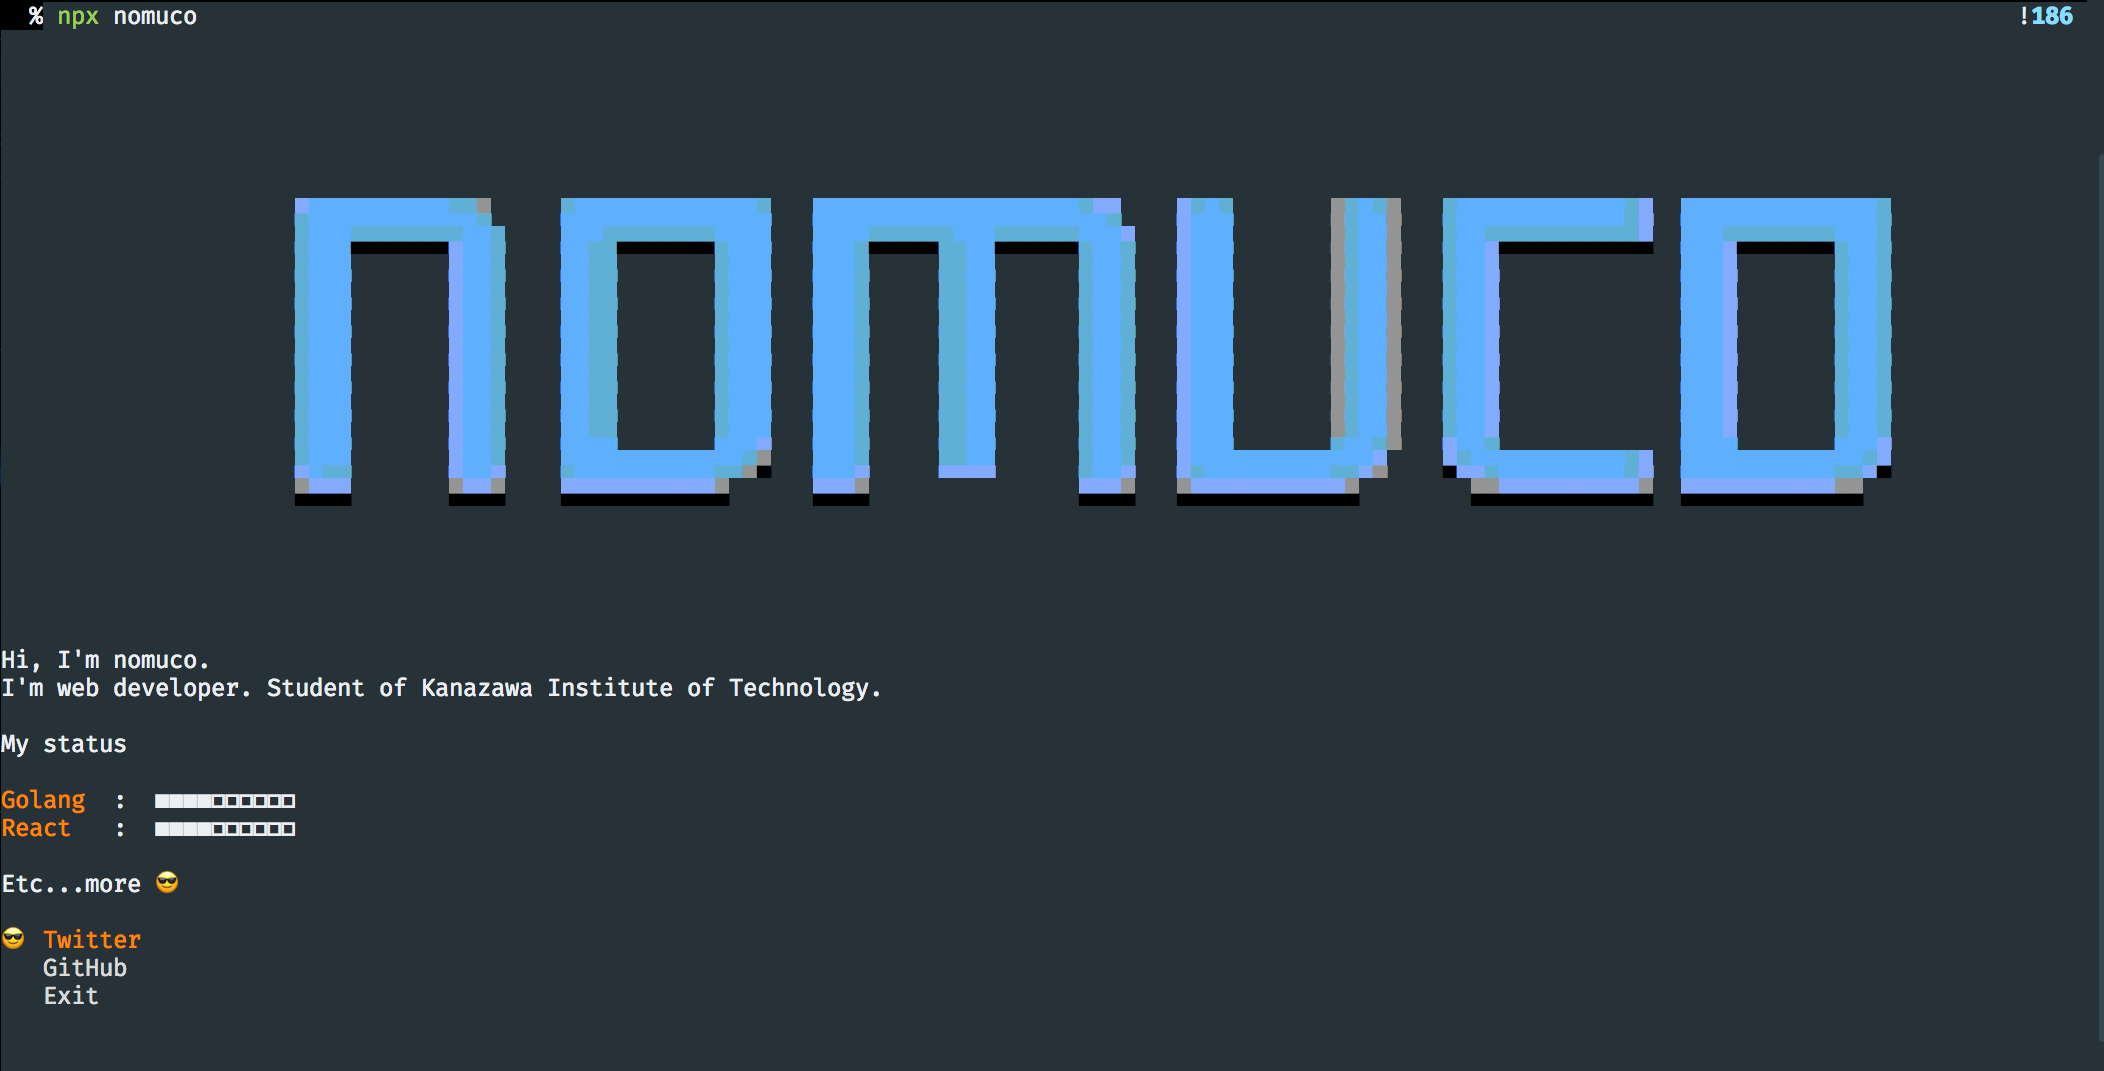 % npx nomuco !186
NOMUCO
Hi, I'm nomuco.
I'm web developer. Student of Kanazawa Institute of Technology.
My status
Golang : ■■■■□□□□□□
React : ■■■■□□□□□□
Etc...more 😎
😎 Twitter
GitHub
Exit